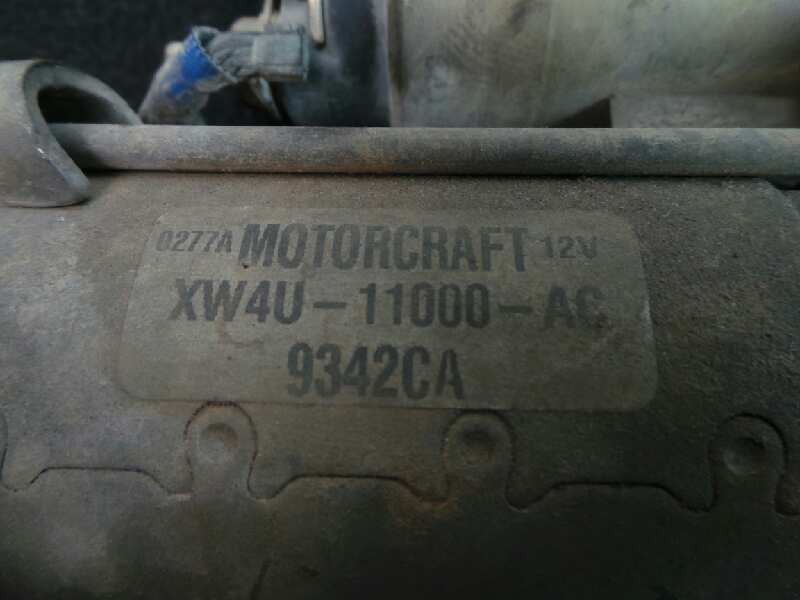 0277A MOTORCRAFT 12V
XW4U-11000-AC
9342CA